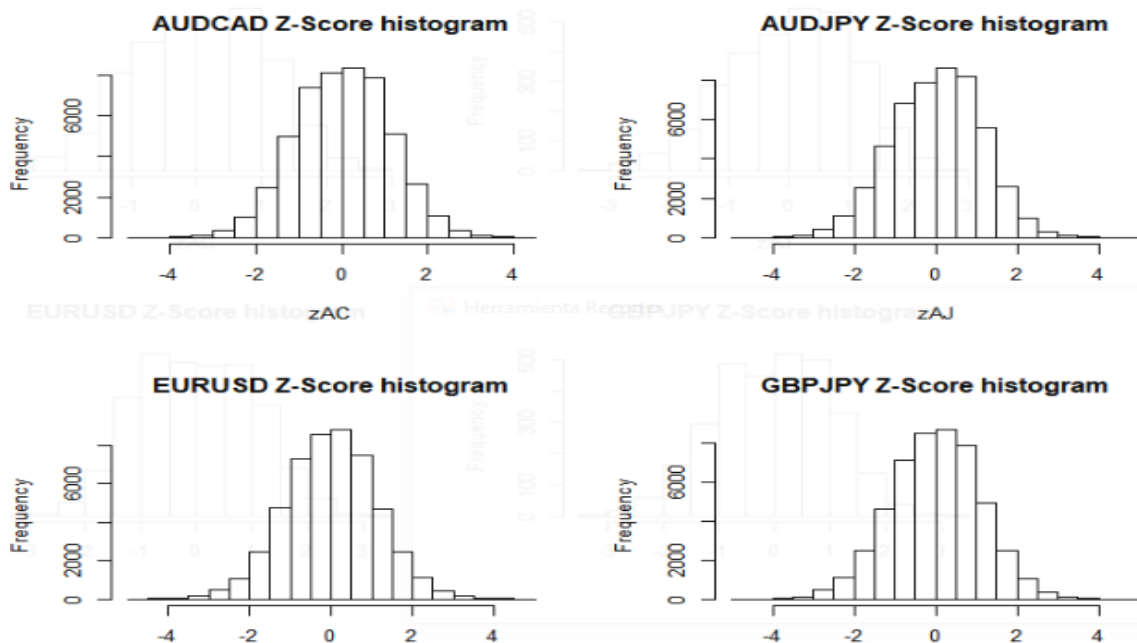 AUDCAD Z-Score histogram
Frequency
2000
6000
0
-4 -2 0 2 4
zAC
AUDJPY Z-Score histogram
Frequency
0
2000
6000
-4 -2 0 2 4
zAJ
EURUSD Z-Score histogram
GBPJPY Z-Score histogram
Herramienta
EURUSD Z-Score histogram
Frequency
0
2000
6000
-4 -2 0 2 4
GBPJPY Z-Score histogram
Frequency
0
2000
6000
-4 -2 0 2 4